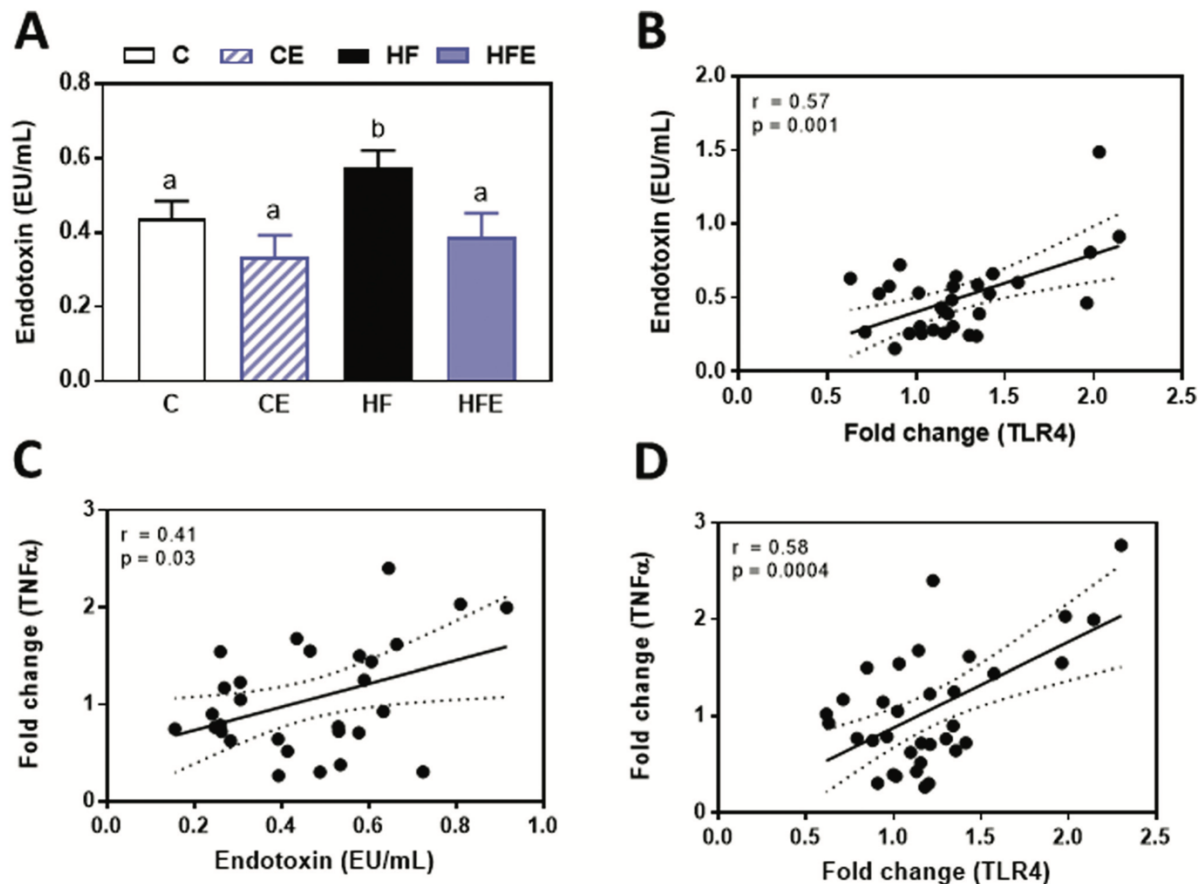 A
C CE HF HFE
Endotoxin (EU/mL)
0.8
0.6
0.4
0.2
0.0
a
a
b
a
C CE HF HFE
B
r = 0.57
p = 0.001
Endotoxin (EU/mL)
2.0
1.5
1.0
0.5
0.0
0.0 0.5 1.0 1.5 2.0 2.5
Fold change (TLR4)
C
r = 0.41
p = 0.03
Fold change (TNFα)
3
2
1
0
0.0 0.2 0.4 0.6 0.8 1.0
Endotoxin (EU/mL)
D
r = 0.58
p = 0.0004
Fold change (TNFα)
3
2
1
0
0.0 0.5 1.0 1.5 2.0 2.5
Fold change (TLR4)